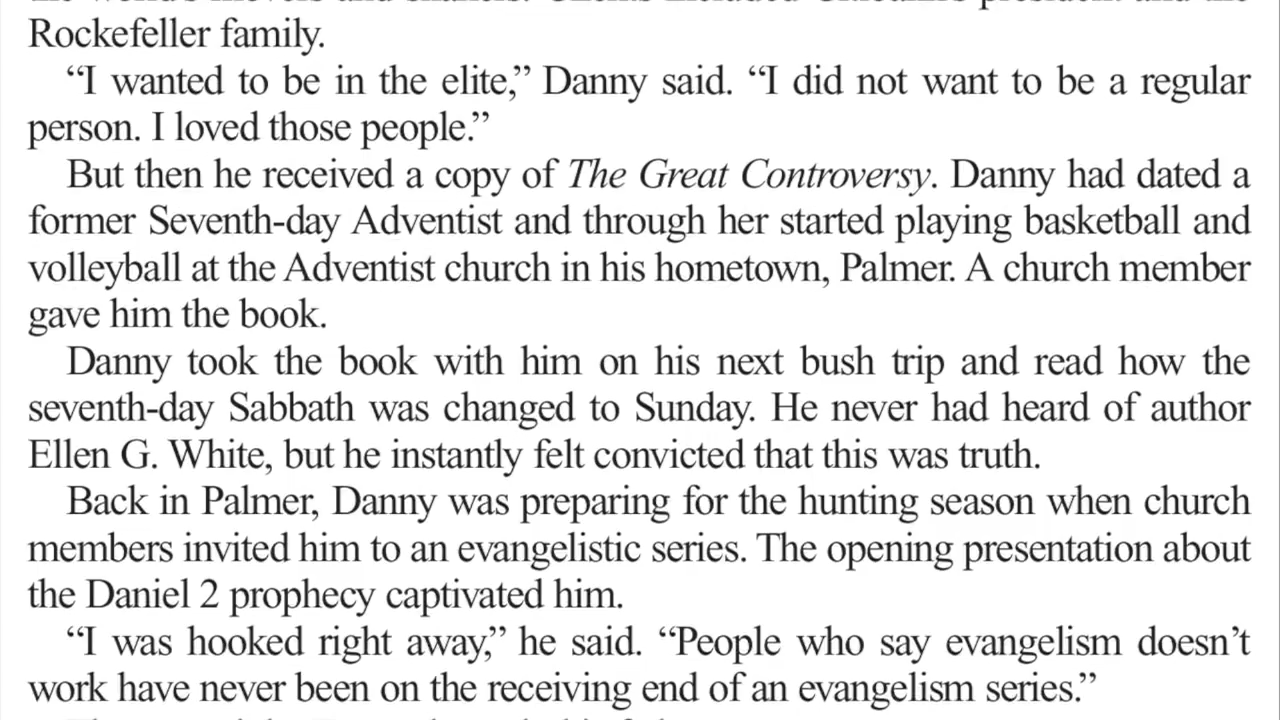 Rockefeller family.
“I wanted to be in the elite,” Danny said. “I did not want to be a regular
person. I loved those people.”
But then he received a copy of The Great Controversy. Danny had dated a
former Seventh-day Adventist and through her started playing basketball and
volleyball at the Adventist church in his hometown, Palmer. A church member
gave him the book.
Danny took the book with him on his next bush trip and read how the
seventh-day Sabbath was changed to Sunday. He never had heard of author
Ellen G. White, but he instantly felt convicted that this was truth.
Back in Palmer, Danny was preparing for the hunting season when church
members invited him to an evangelistic series. The opening presentation about
the Daniel 2 prophecy captivated him.
“I was hooked right away,” he said. “People who say evangelism doesn’t
work have never been on the receiving end of an evangelism series.”